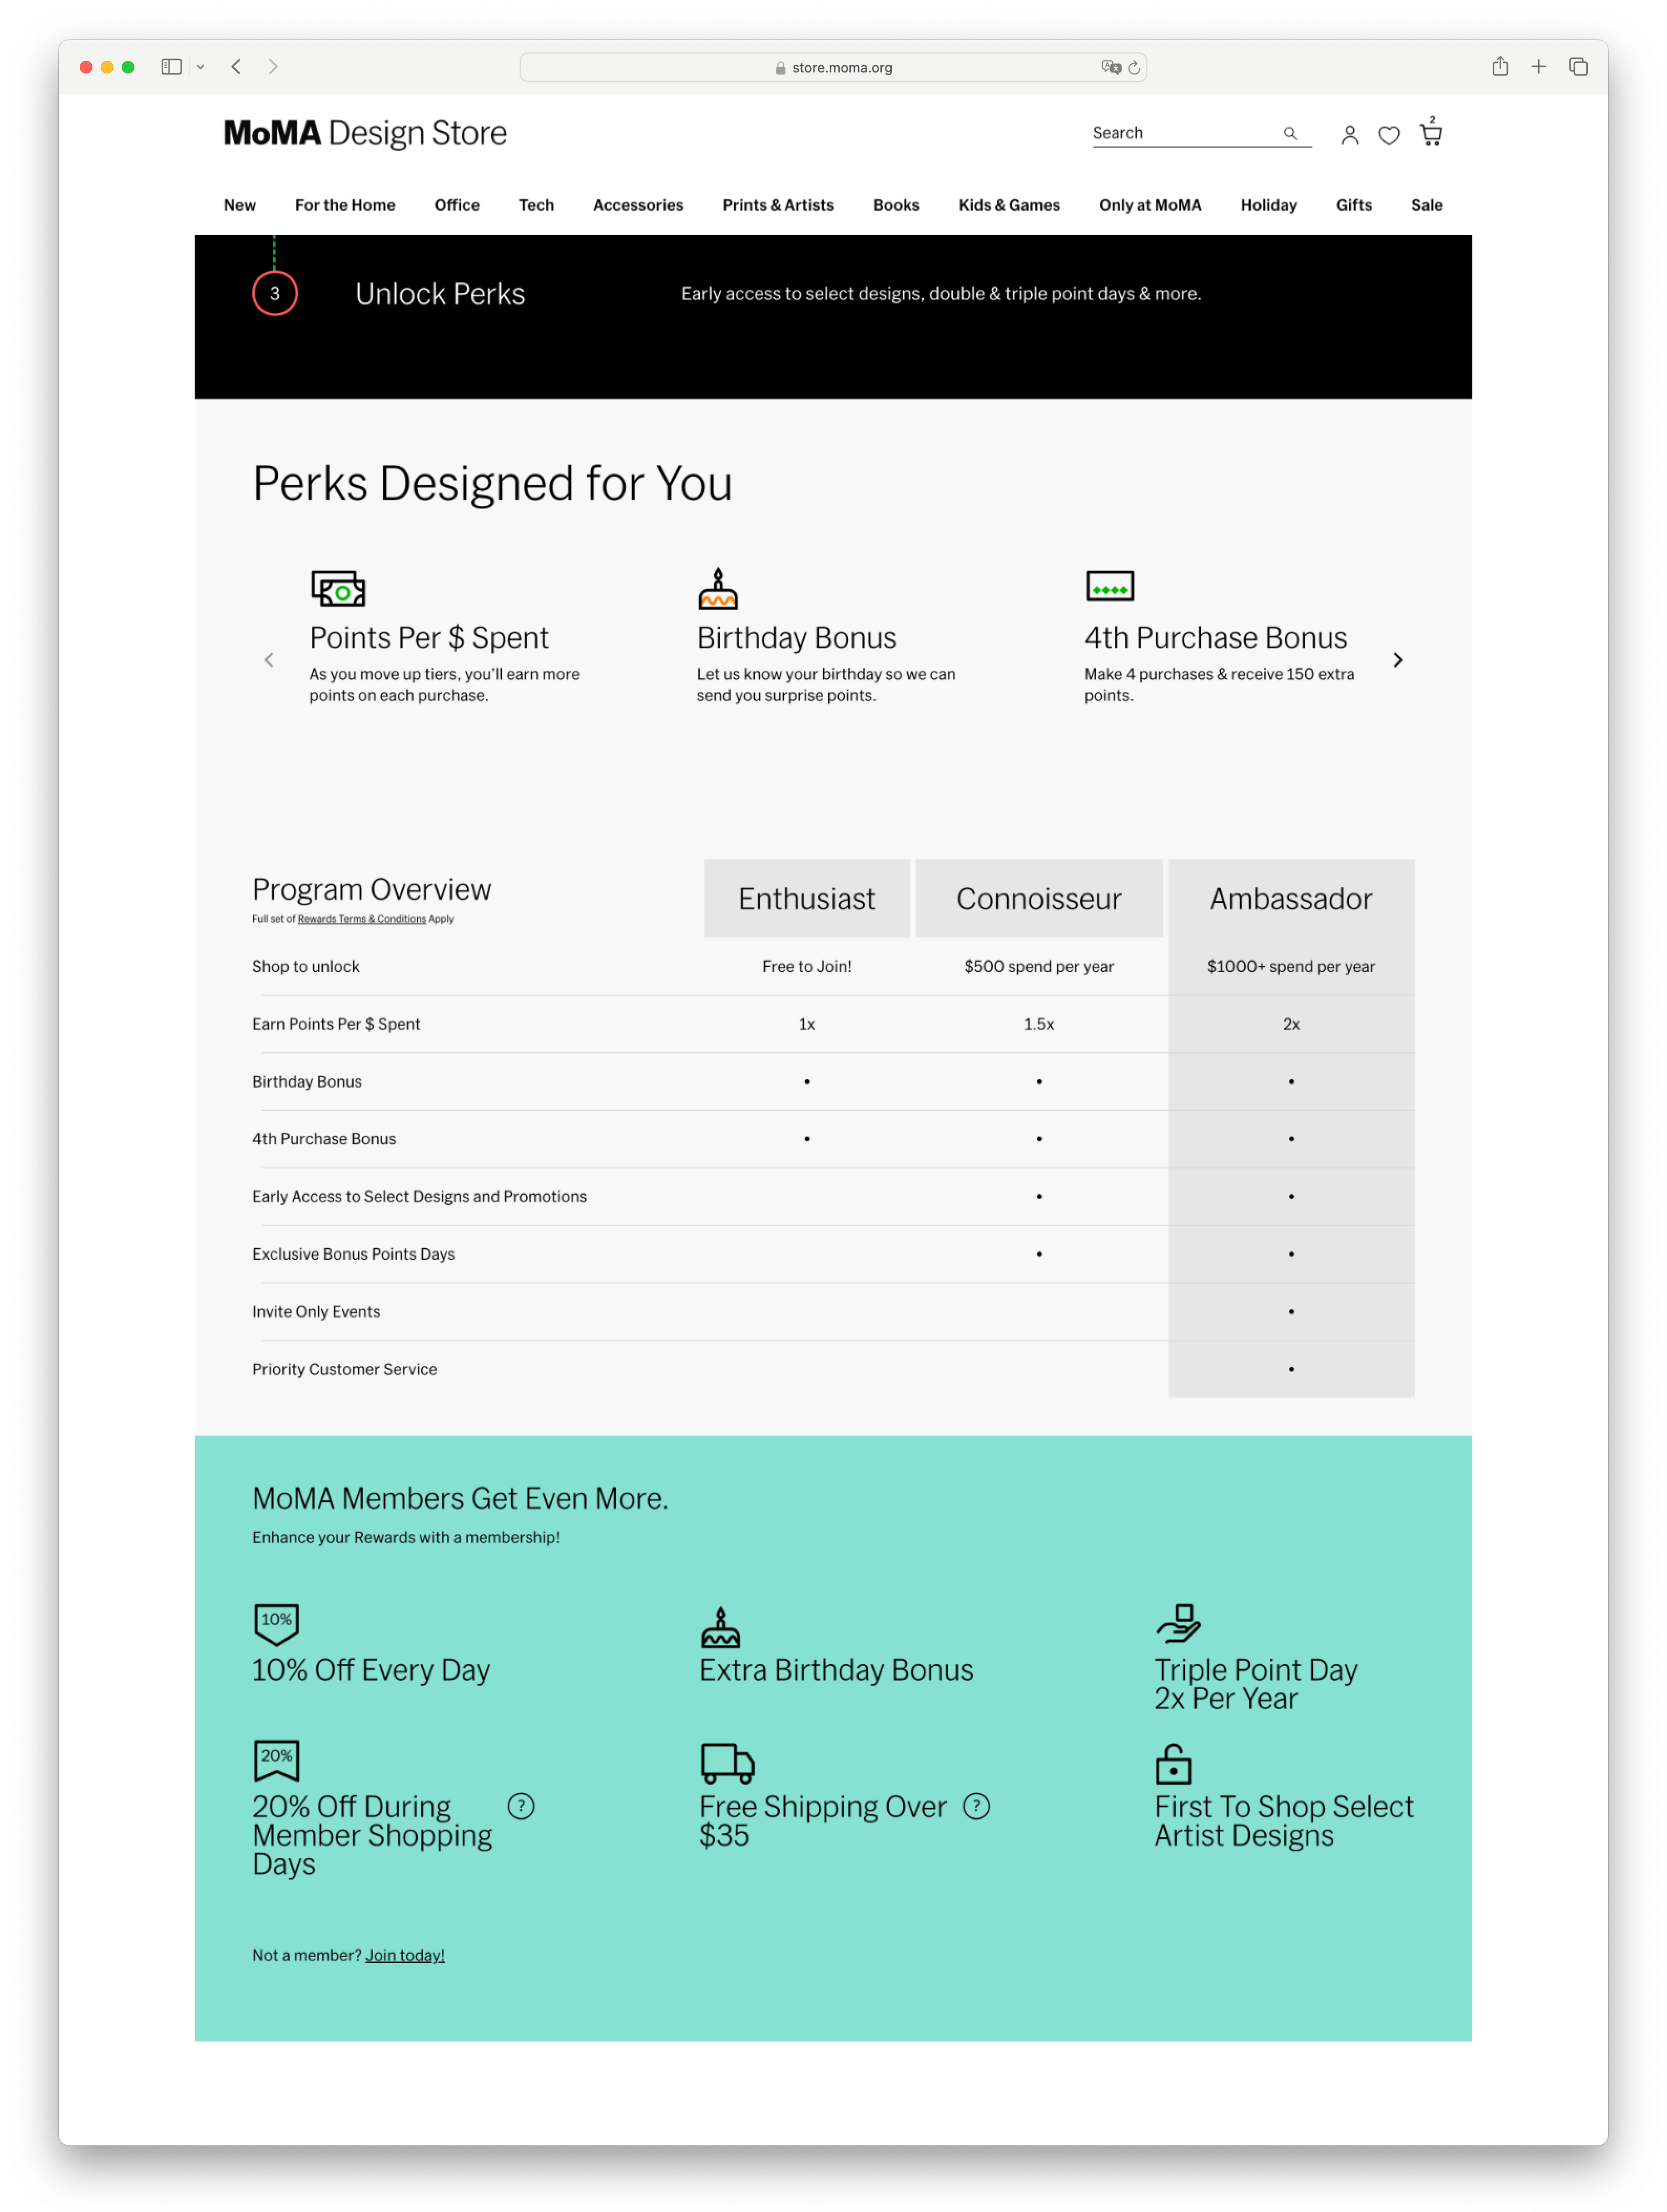 store.moma.org
MoMA Design Store
Search
2
New For the Home Office Tech Accessories Prints & Artists Books Kids & Games Only at MoMA Holiday Gifts Sale
3 Unlock Perks Early access to select designs, double & triple point days & more.
Perks Designed for You
Points Per $ Spent
As you move up tiers, you'll earn more
points on each purchase.
Birthday Bonus
Let us know your birthday so we can
send you surprise points.
4th Purchase Bonus
Make 4 purchases & receive 150 extra
points.
Program Overview
Full set of Rewards Terms & Conditions Apply
Enthusiast Connoisseur Ambassador
Shop to unlock Free to Join! $500 spend per year $1000+ spend per year
Earn Points Per $ Spent 1x 1.5x 2x
Birthday Bonus • • •
4th Purchase Bonus • • •
Early Access to Select Designs and Promotions • •
Exclusive Bonus Points Days • •
Invite Only Events •
Priority Customer Service •
MoMA Members Get Even More.
Enhance your Rewards with a membership!
10%
10% Off Every Day
Extra Birthday Bonus
Triple Point Day
2x Per Year
20%
20% Off During
Member Shopping
Days
?
Free Shipping Over
$35
?
First To Shop Select
Artist Designs
Not a member? Join today!